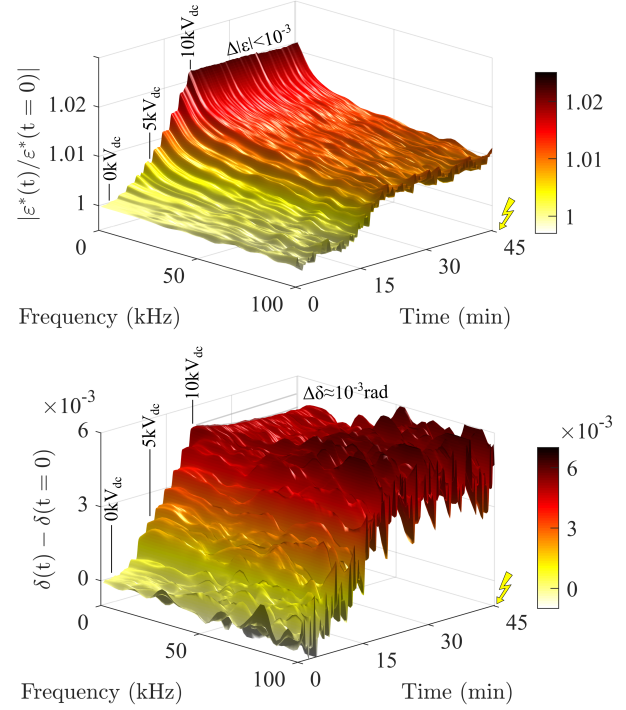 Δ|ε|<10⁻³
10kV_dc
5kV_dc
0kV_dc
|ε*(t)/ε*(t = 0)|
1.02
1.01
1
0
50
100
Frequency (kHz)
0
15
30
45
Time (min)
1.02
1.01
1
×10⁻³
10kV_dc
5kV_dc
0kV_dc
Δδ≈10⁻³rad
δ(t) − δ(t = 0)
6
3
0
0
50
100
Frequency (kHz)
0
15
30
45
Time (min)
×10⁻³
6
3
0